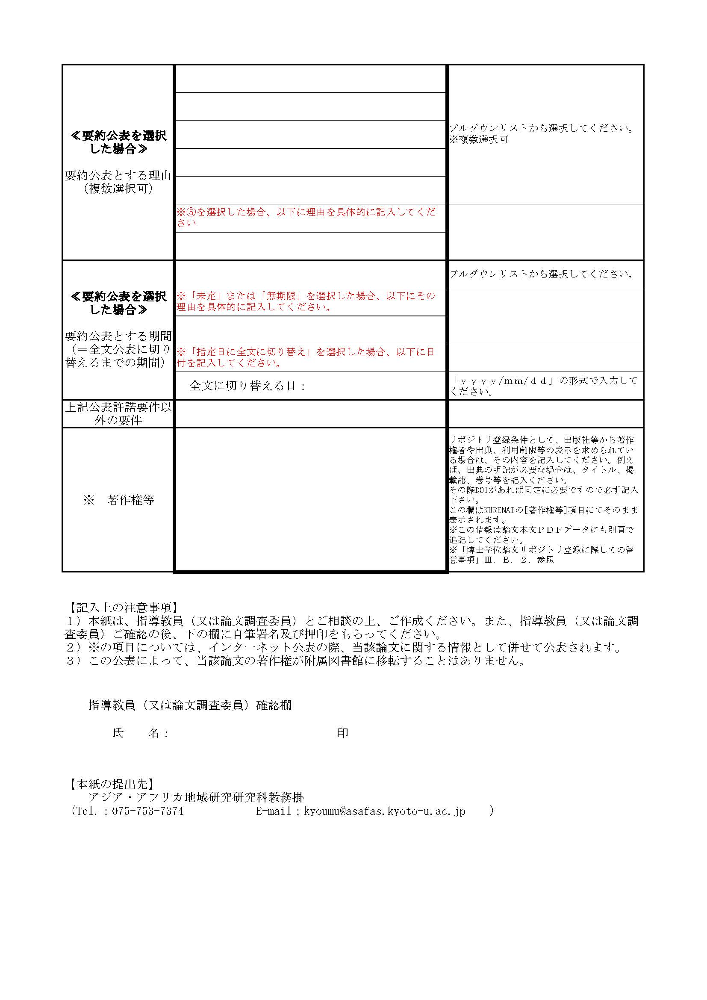 ≪要約公表を選択
した場合≫
要約公表とする理由
（複数選択可）
プルダウンリストから選択してください。
※複数選択可
※⑤を選択した場合、以下に理由を具体的に記入してくだ
さい
≪要約公表を選択
した場合≫
要約公表とする期間
（＝全文公表に切り
替えるまでの期間）
プルダウンリストから選択してください。
※「未定」または「無期限」を選択した場合、以下にその
理由を具体的に記入してください。
※「指定日に全文に切り替え」を選択した場合、以下に日
付を記入してください。
全文に切り替える日：
「ｙｙｙｙ/ｍｍ/ｄｄ」の形式で入力して
ください。
上記公表許諾要件以
外の要件
※　著作権等
リポジトリ登録条件として、出版社等から著作
権者や出典、利用制限等の表示を求められてい
る場合は、その内容を記入してください。例え
ば、出典の明記が必要な場合は、タイトル、掲
載誌、巻号等を記入ください。
その際DOIがあれば同定に必要ですので必ず記入
下さい。
この欄はKURENAIの[著作権等]項目にてそのまま
表示されます。
※この情報は論文本文ＰＤＦデータにも別頁で
追記してください。
※「博士学位論文リポジトリ登録に際しての留
意事項」Ⅲ．Ｂ．２．参照
【記入上の注意事項】
１）本紙は、指導教員（又は論文調査委員）とご相談の上、ご作成ください。また、指導教員（又は論文調
査委員）ご確認の後、下の欄に自筆署名及び押印をもらってください。
２）※の項目については、インターネット公表の際、当該論文に関する情報として併せて公表されます。
３）この公表によって、当該論文の著作権が附属図書館に移転することはありません。
指導教員（又は論文調査委員）確認欄
氏　　名：　　　　　　　　　　　　　　印
【本紙の提出先】
アジア・アフリカ地域研究研究科教務掛
（Tel.：075-753-7374　　　　　　E-mail：kyoumu@asafas.kyoto-u.ac.jp　　）